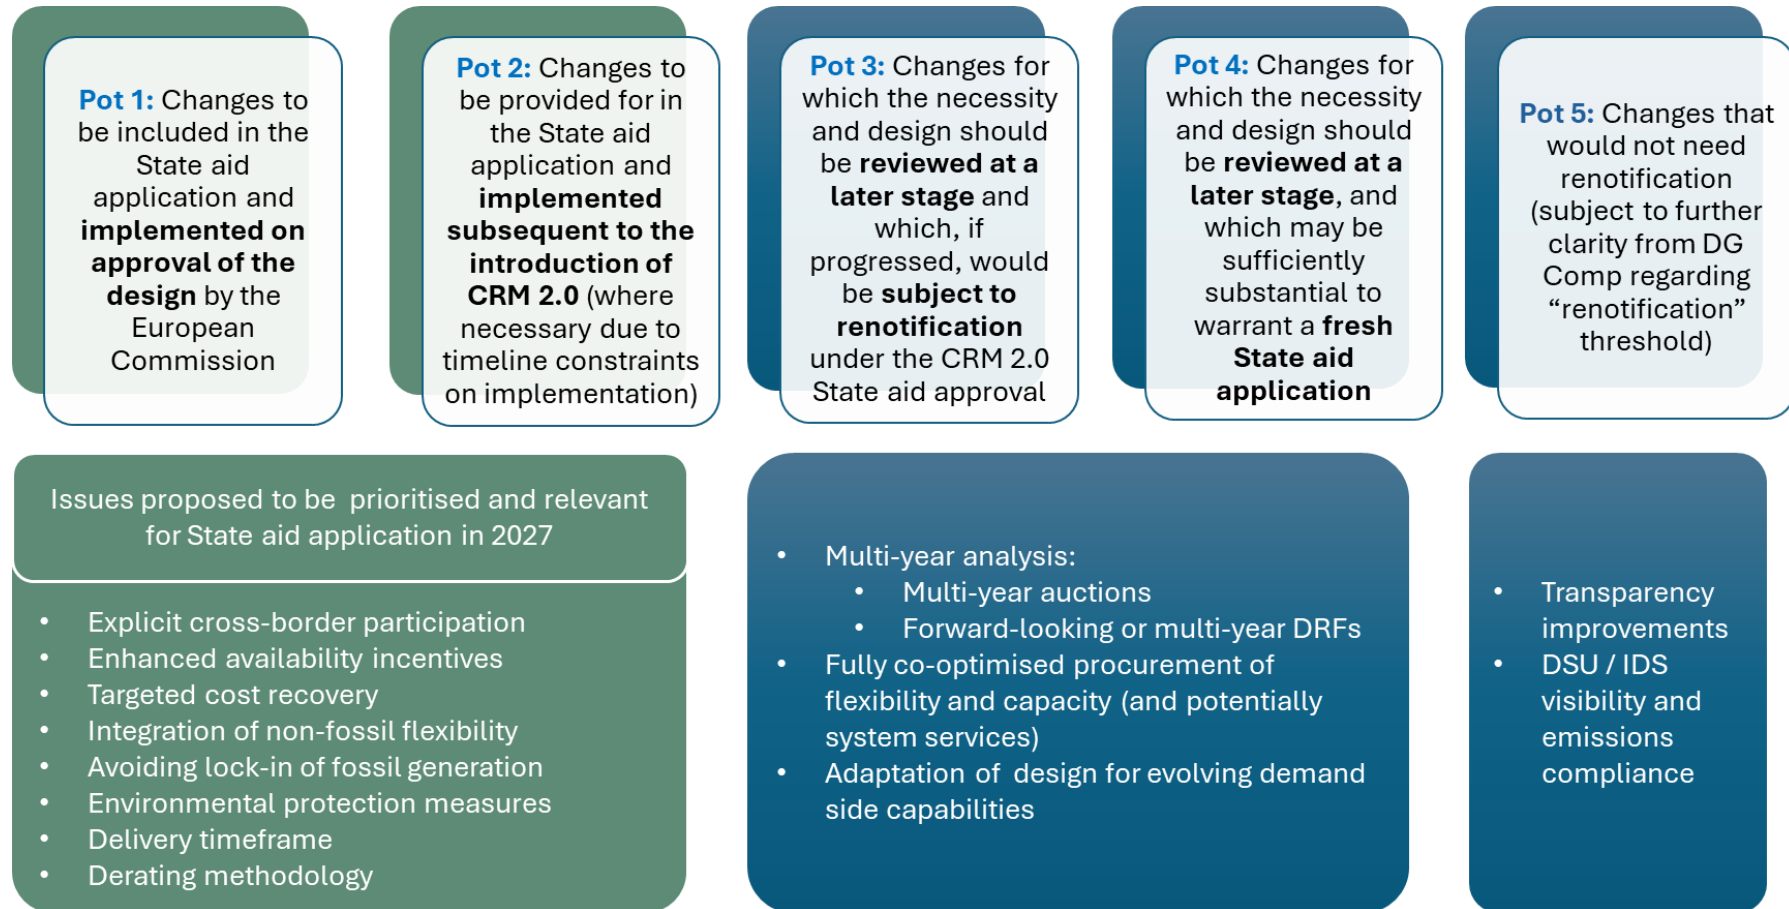 Pot 1: Changes to
be included in the
State aid
application and
implemented on
approval of the
design by the
European
Commission
Pot 2: Changes to
be provided for in
the State aid
application and
implemented
subsequent to the
introduction of
CRM 2.0 (where
necessary due to
timeline constraints
on implementation)
Pot 3: Changes for
which the necessity
and design should
be reviewed at a
later stage and
which, if
progressed, would
be subject to
renotification
under the CRM 2.0
State aid approval
Pot 4: Changes for
which the necessity
and design should
be reviewed at a
later stage, and
which may be
sufficiently
substantial to
warrant a fresh
State aid
application
Pot 5: Changes that
would not need
renotification
(subject to further
clarity from DG
Comp regarding
“renotification”
threshold)
Issues proposed to be prioritised and relevant
for State aid application in 2027
• Explicit cross-border participation
• Enhanced availability incentives
• Targeted cost recovery
• Integration of non-fossil flexibility
• Avoiding lock-in of fossil generation
• Environmental protection measures
• Delivery timeframe
• Derating methodology
• Multi-year analysis:
• Multi-year auctions
• Forward-looking or multi-year DRFs
• Fully co-optimised procurement of
flexibility and capacity (and potentially
system services)
• Adaptation of design for evolving demand
side capabilities
• Transparency
improvements
• DSU / IDS
visibility and
emissions
compliance